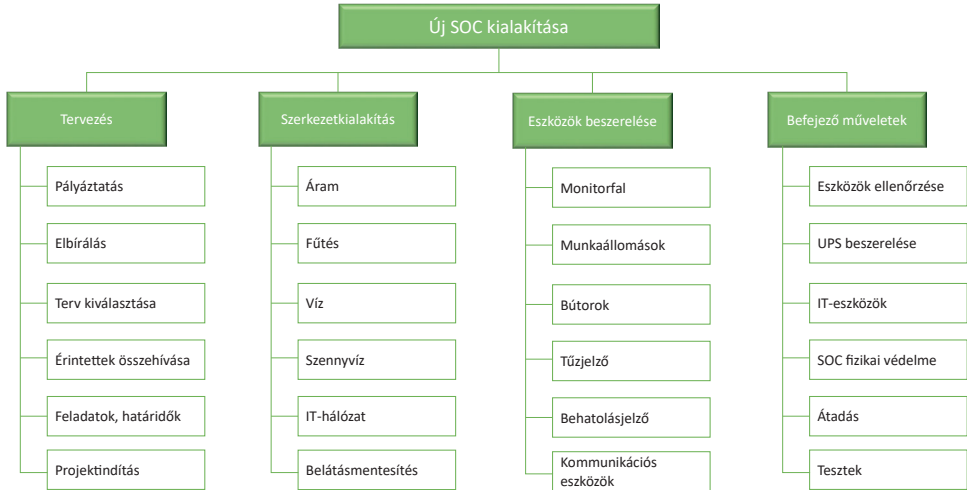 Új SOC kialakítása
Tervezés
Pályáztatás
Elbírálás
Terv kiválasztása
Érintettek összehívása
Feladatok, határidők
Projektindítás
Szerkezetkialakítás
Áram
Fűtés
Víz
Szennyvíz
IT-hálózat
Belátásmentesítés
Eszközök beszerelése
Monitorfal
Munkaállomások
Bútorok
Tűzjelző
Behatolásjelző
Kommunikációs
eszközök
Befejező műveletek
Eszközök ellenőrzése
UPS beszerelése
IT-eszközök
SOC fizikai védelme
Átadás
Tesztek